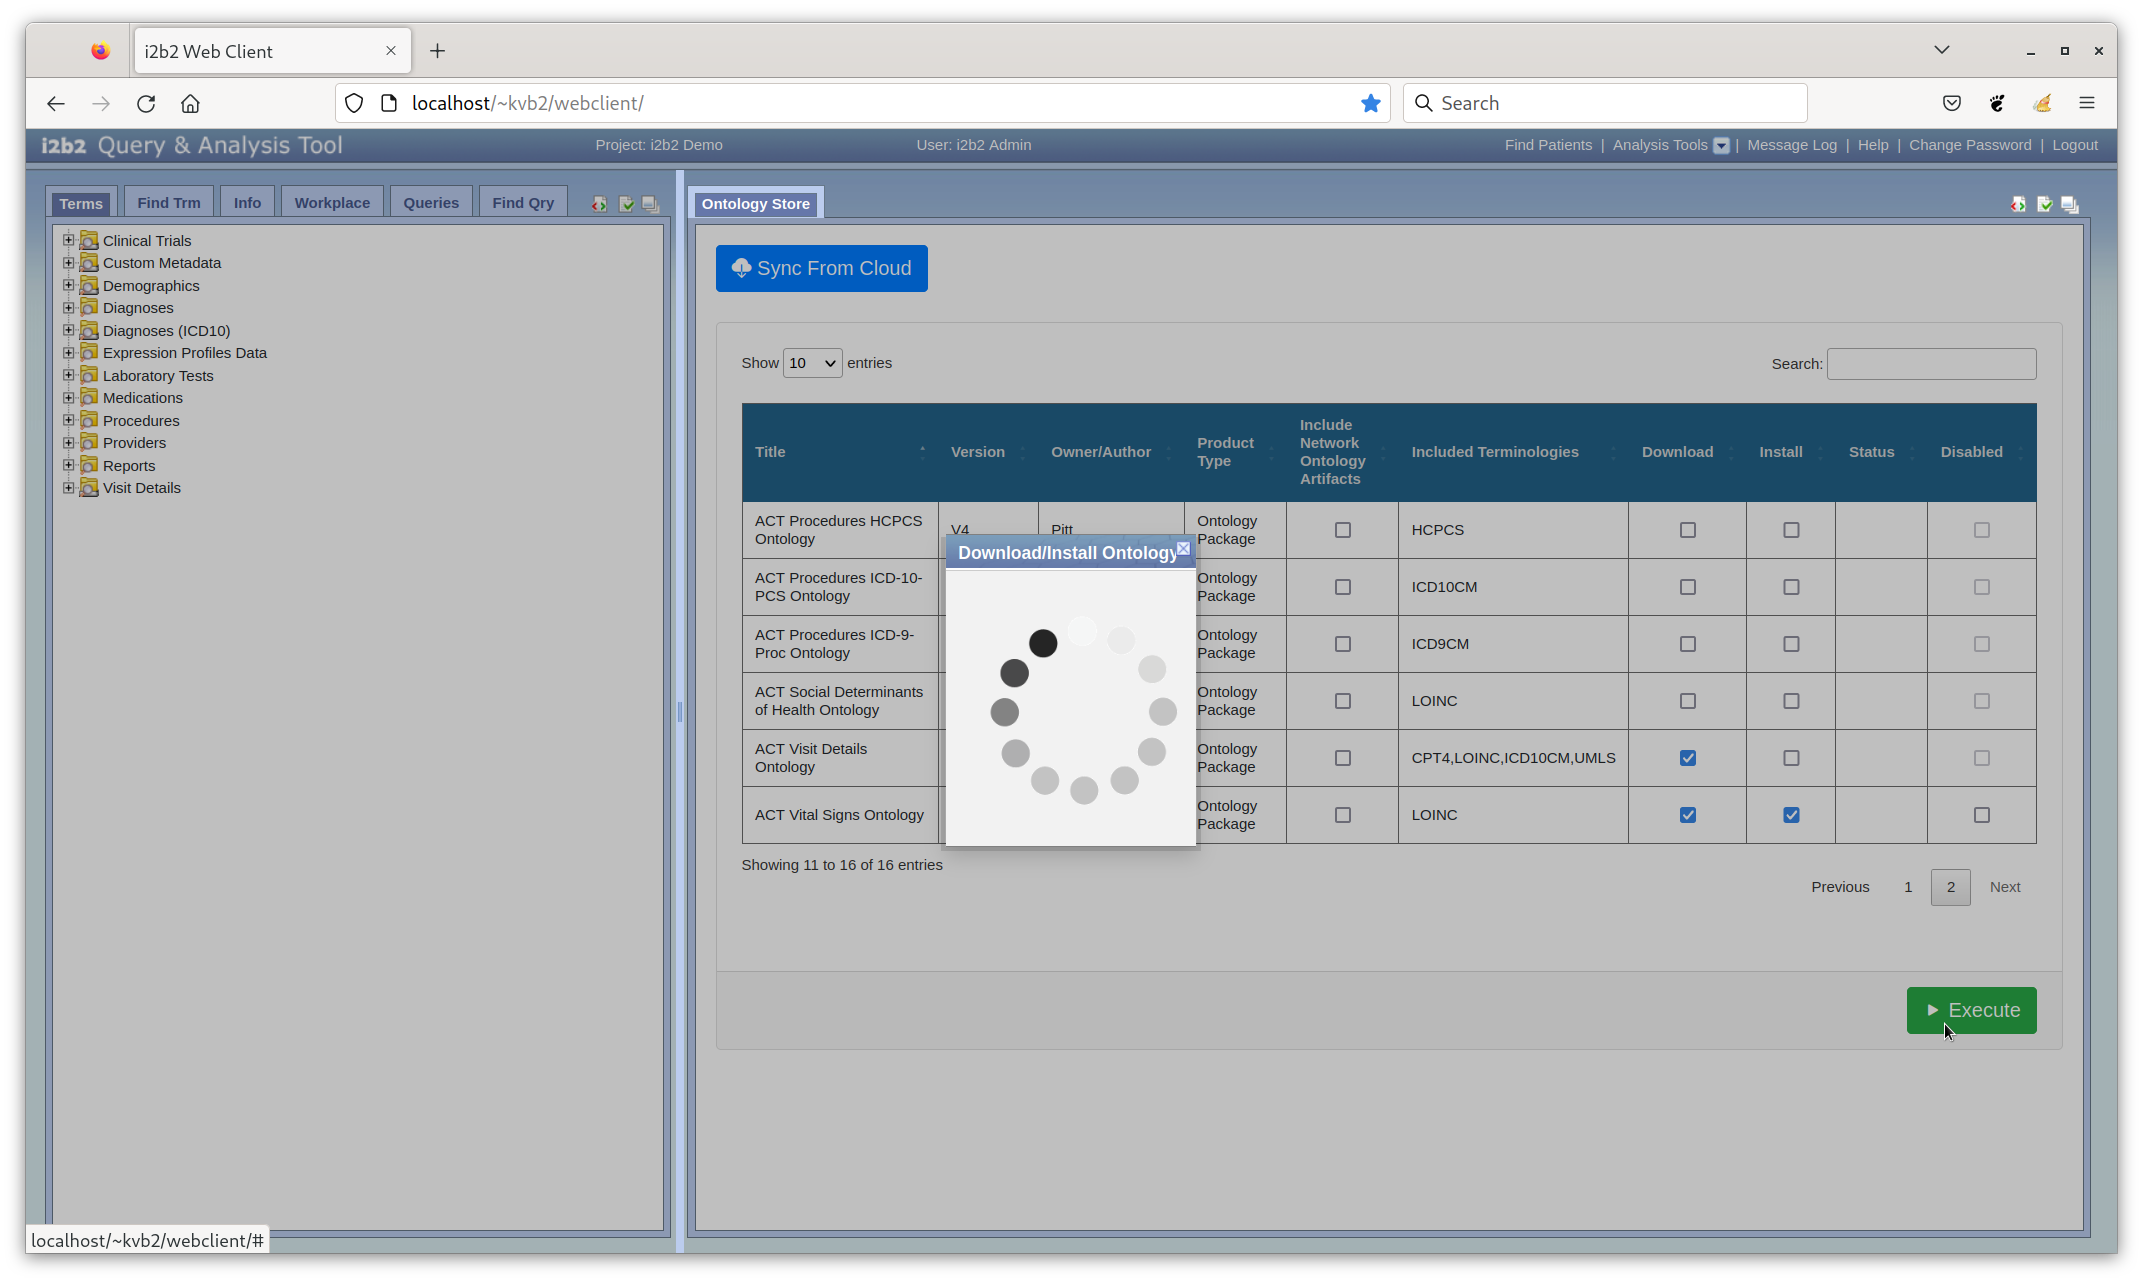 i2b2 Web Client
localhost/~kvb2/webclient/
Search
i2b2 Query & Analysis Tool
Project: i2b2 Demo
User: i2b2 Admin
Find Patients | Analysis Tools | Message Log | Help | Change Password | Logout
Terms
Find Trm
Info
Workplace
Queries
Find Qry
Clinical Trials
Custom Metadata
Demographics
Diagnoses
Diagnoses (ICD10)
Expression Profiles Data
Laboratory Tests
Medications
Procedures
Providers
Reports
Visit Details
Ontology Store
Sync From Cloud
Show 10 entries
Search:
Title
Version
Owner/Author
Product
Type
Include
Network
Ontology
Artifacts
Included Terminologies
Download
Install
Status
Disabled
ACT Procedures HCPCS
Ontology
V4
Pitt
Ontology
Package
HCPCS
ACT Procedures ICD-10-
PCS Ontology
Ontology
Package
ICD10CM
ACT Procedures ICD-9-
Proc Ontology
Ontology
Package
ICD9CM
ACT Social Determinants
of Health Ontology
Ontology
Package
LOINC
ACT Visit Details
Ontology
Ontology
Package
CPT4,LOINC,ICD10CM,UMLS
ACT Vital Signs Ontology
Ontology
Package
LOINC
Download/Install Ontology
Showing 11 to 16 of 16 entries
Previous 1 2 Next
Execute
localhost/~kvb2/webclient/#